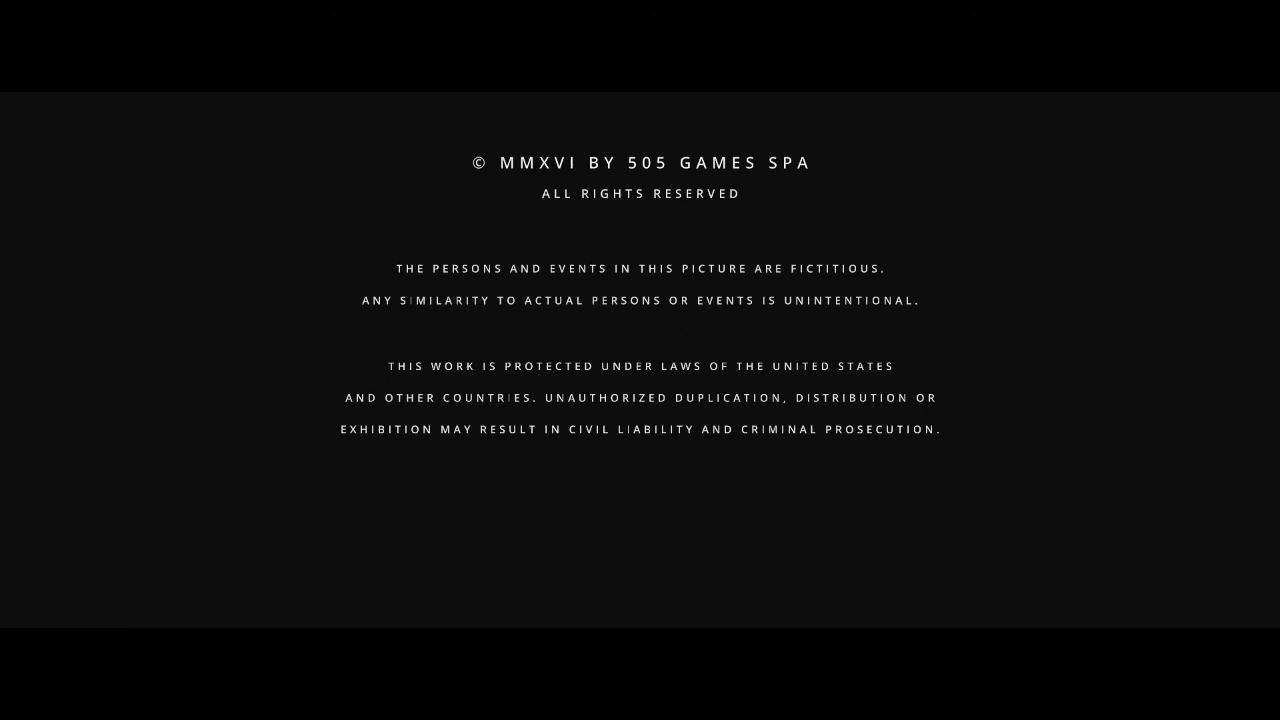 © MMXVI BY 505 GAMES SPA
ALL RIGHTS RESERVED
THE PERSONS AND EVENTS IN THIS PICTURE ARE FICTITIOUS.
ANY SIMILARITY TO ACTUAL PERSONS OR EVENTS IS UNINTENTIONAL.
THIS WORK IS PROTECTED UNDER LAWS OF THE UNITED STATES
AND OTHER COUNTRIES. UNAUTHORIZED DUPLICATION, DISTRIBUTION OR
EXHIBITION MAY RESULT IN CIVIL LIABILITY AND CRIMINAL PROSECUTION.